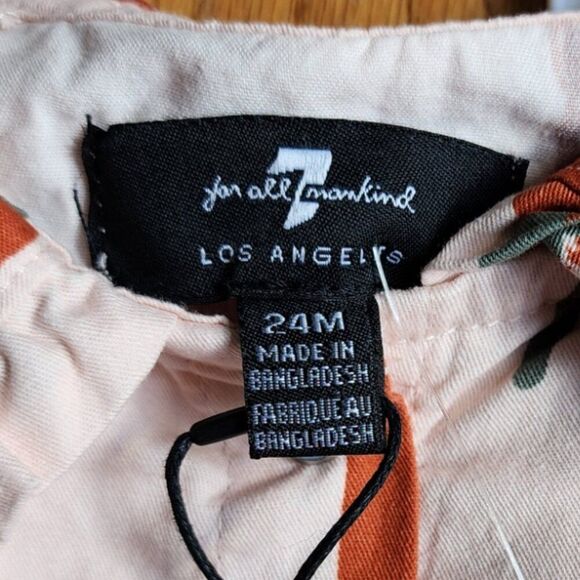 7
for all mankind
LOS ANGELES
24M
MADE IN
BANGLADESH
FABRIQUE AU
BANGLADESH